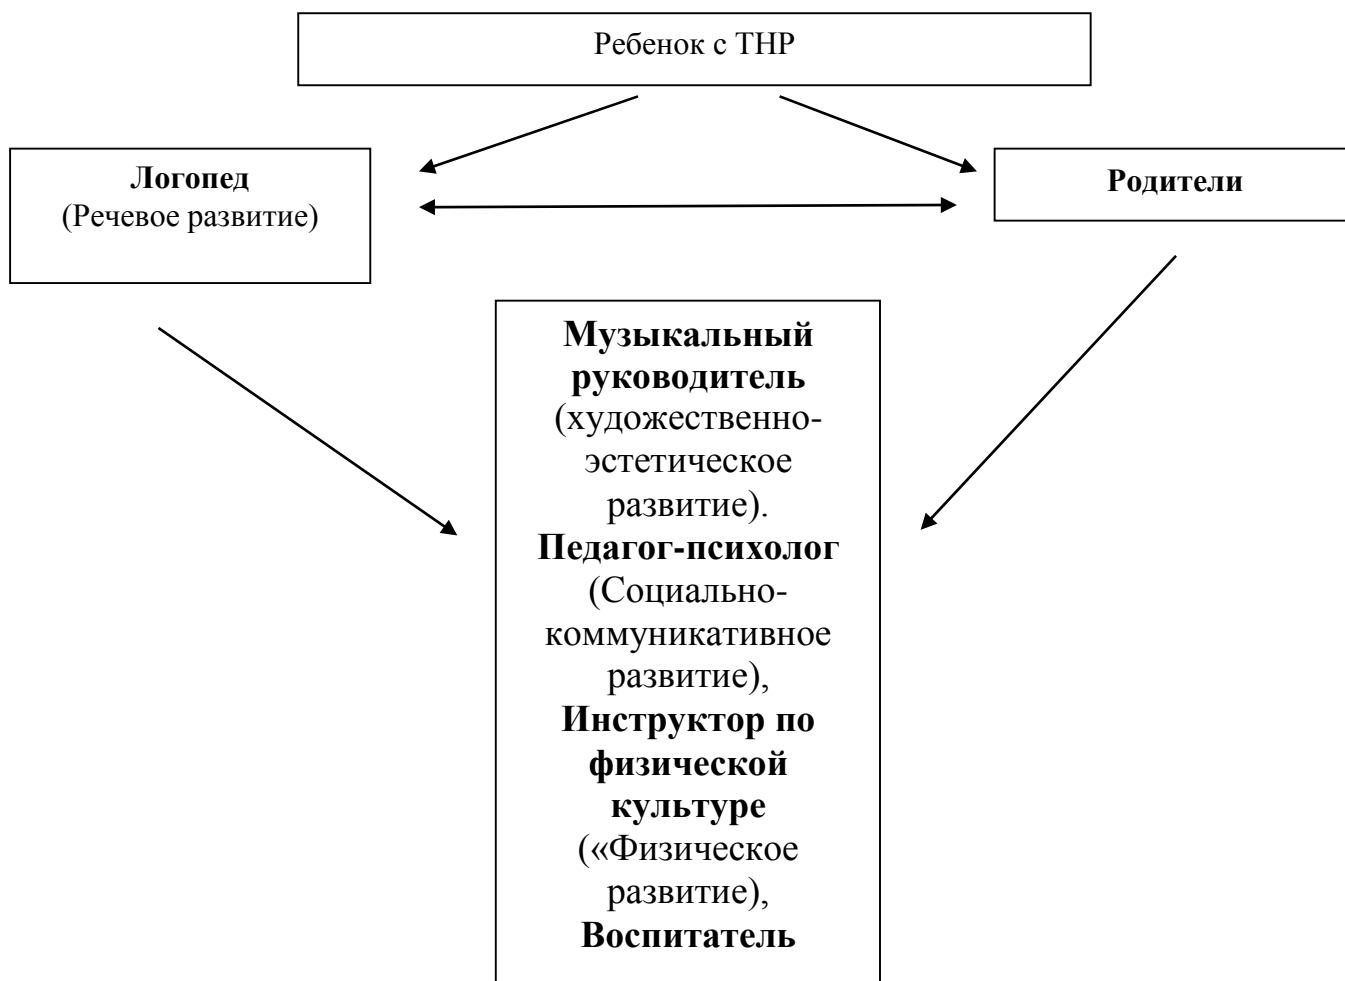 Ребенок с ТНР
Логопед
(Речевое развитие)
Родители
Музыкальный
руководитель
(художественно-
эстетическое
развитие).
Педагог-психолог
(Социально-
коммуникативное
развитие),
Инструктор по
физической
культуре
(«Физическое
развитие),
Воспитатель